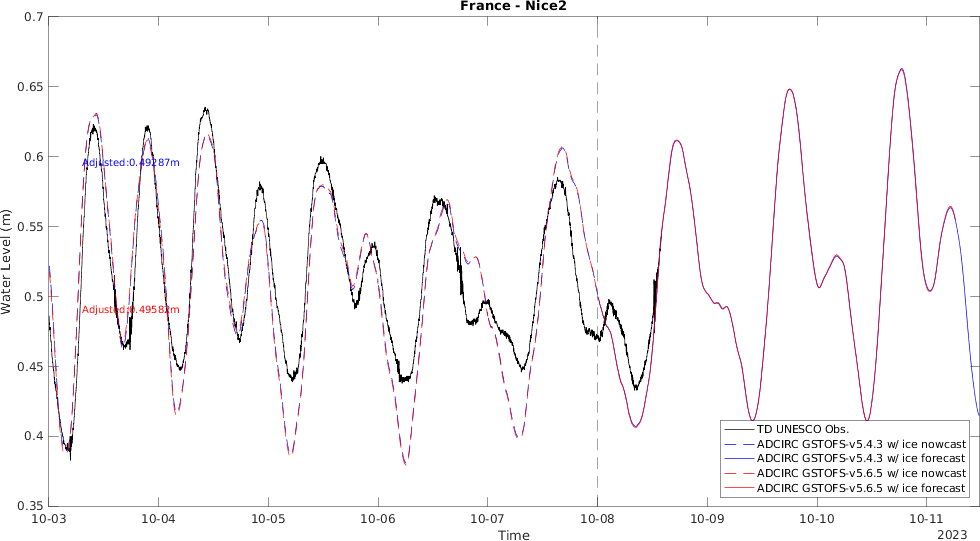 France - Nice2
0.7
0.65
0.6
0.55
0.5
0.45
0.4
0.35
Water Level (m)
Adjusted:0.49287m
Adjusted:0.49582m
TD UNESCO Obs.
ADCIRC GSTOFS-v5.4.3 w/ ice nowcast
ADCIRC GSTOFS-v5.4.3 w/ ice forecast
ADCIRC GSTOFS-v5.6.5 w/ ice nowcast
ADCIRC GSTOFS-v5.6.5 w/ ice forecast
10-03 10-04 10-05 10-06 10-07 10-08 10-09 10-10 10-11
Time
2023